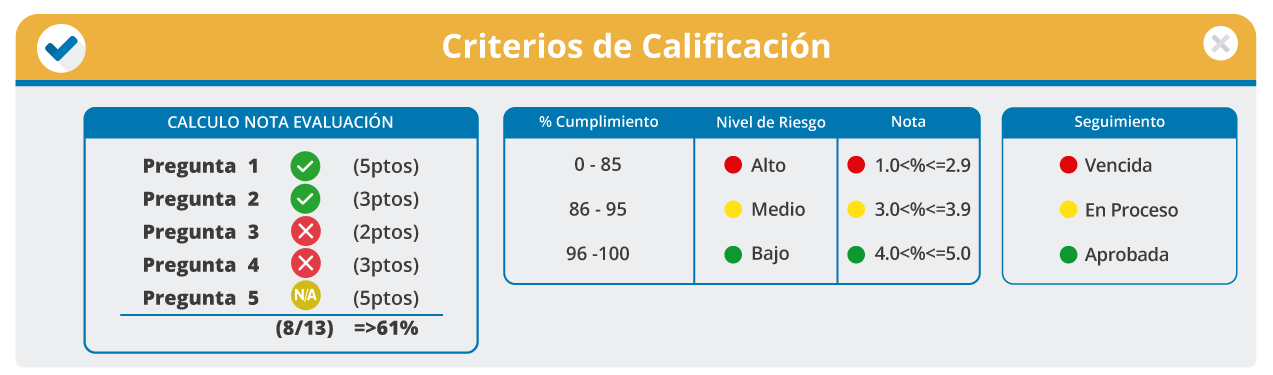 Criterios de Calificación
CALCULO NOTA EVALUACIÓN
Pregunta 1 (5ptos)
Pregunta 2 (3ptos)
Pregunta 3 (2ptos)
Pregunta 4 (3ptos)
Pregunta 5 N/A (5ptos)
(8/13) =>61%
% Cumplimiento Nivel de Riesgo Nota
0 - 85 Alto 1.0<%<=2.9
86 - 95 Medio 3.0<%<=3.9
96 -100 Bajo 4.0<%<=5.0
Seguimiento
Vencida
En Proceso
Aprobada